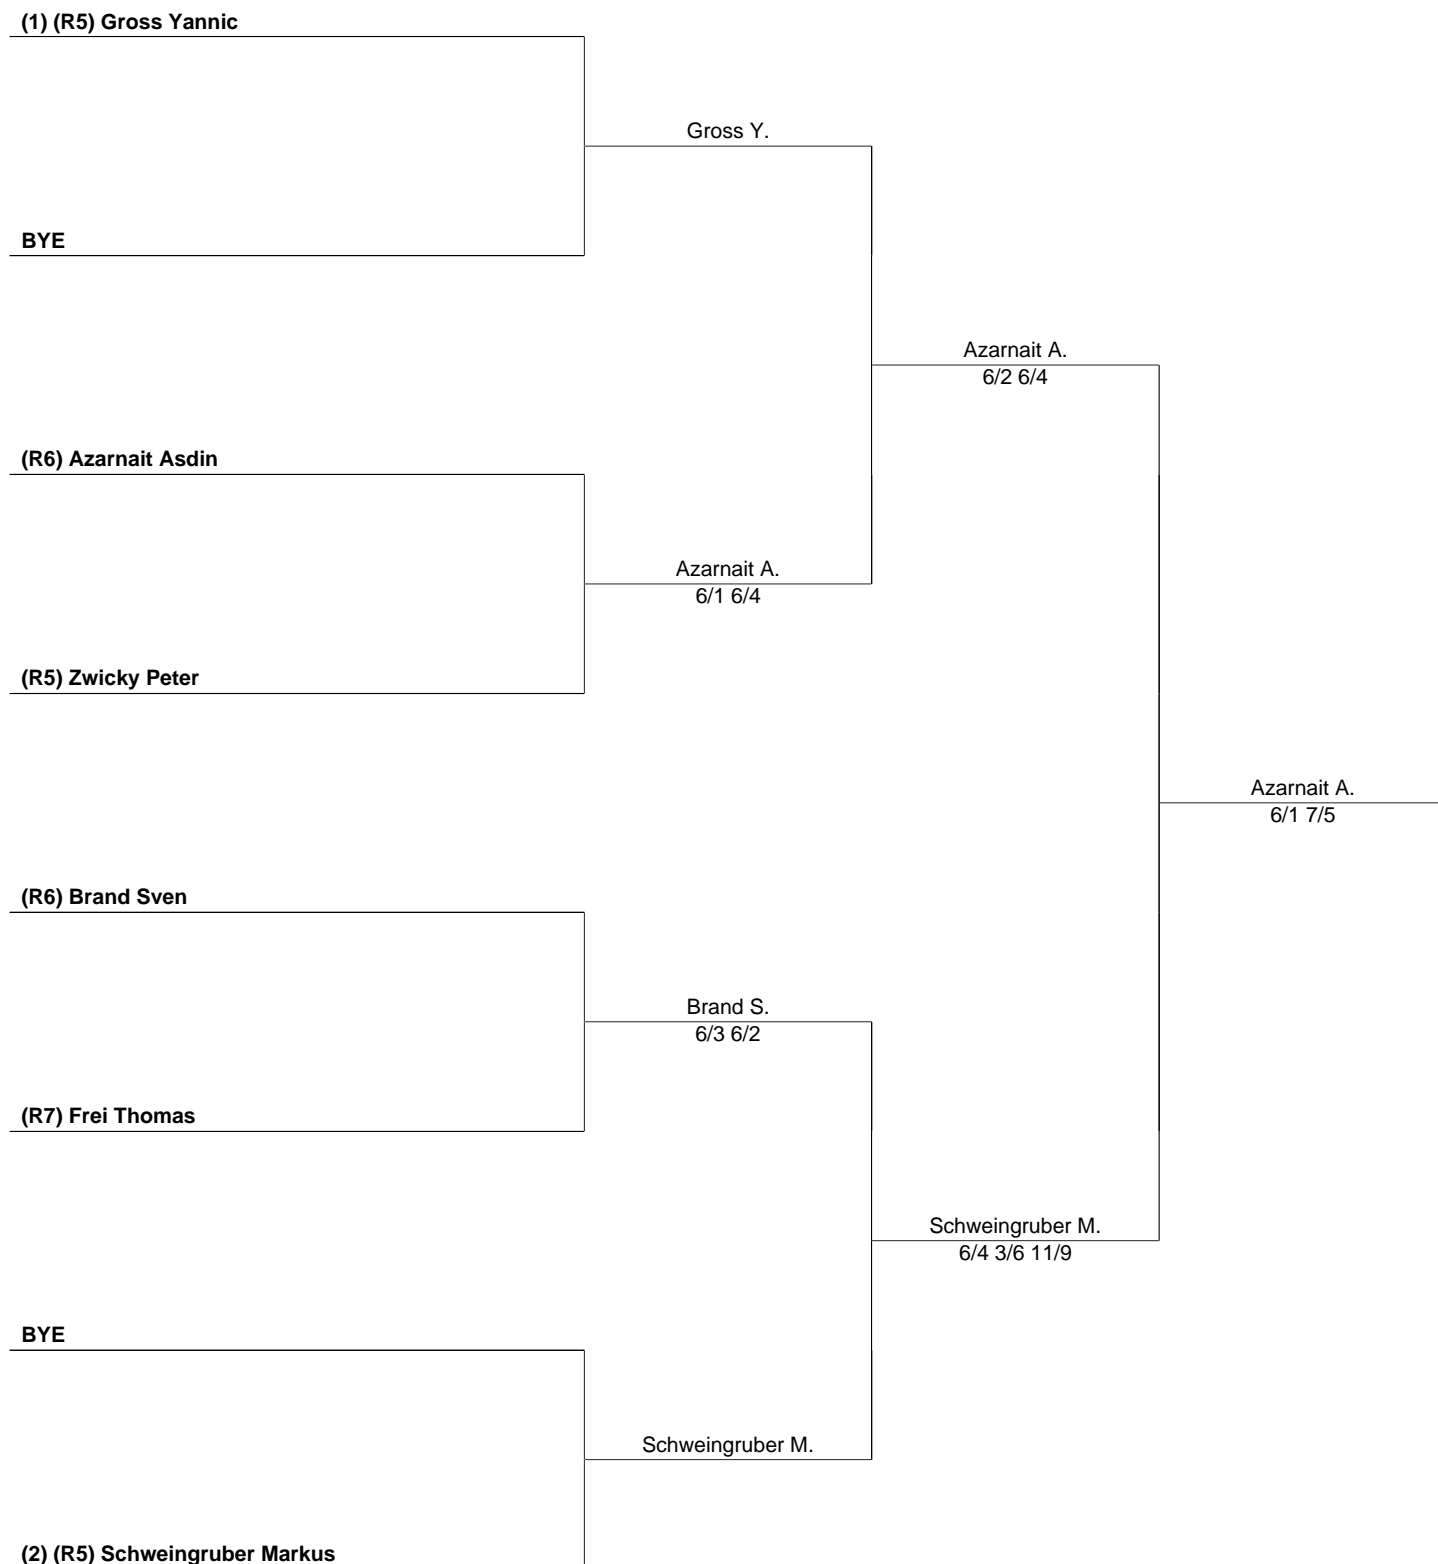 (1) (R5) Gross Yannic
Gross Y.
BYE
Azarnait A.
6/2 6/4
(R6) Azarnait Asdin
Azarnait A.
6/1 6/4
(R5) Zwicky Peter
Azarnait A.
6/1 7/5
(R6) Brand Sven
Brand S.
6/3 6/2
(R7) Frei Thomas
Schweingruber M.
6/4 3/6 11/9
BYE
Schweingruber M.
(2) (R5) Schweingruber Markus